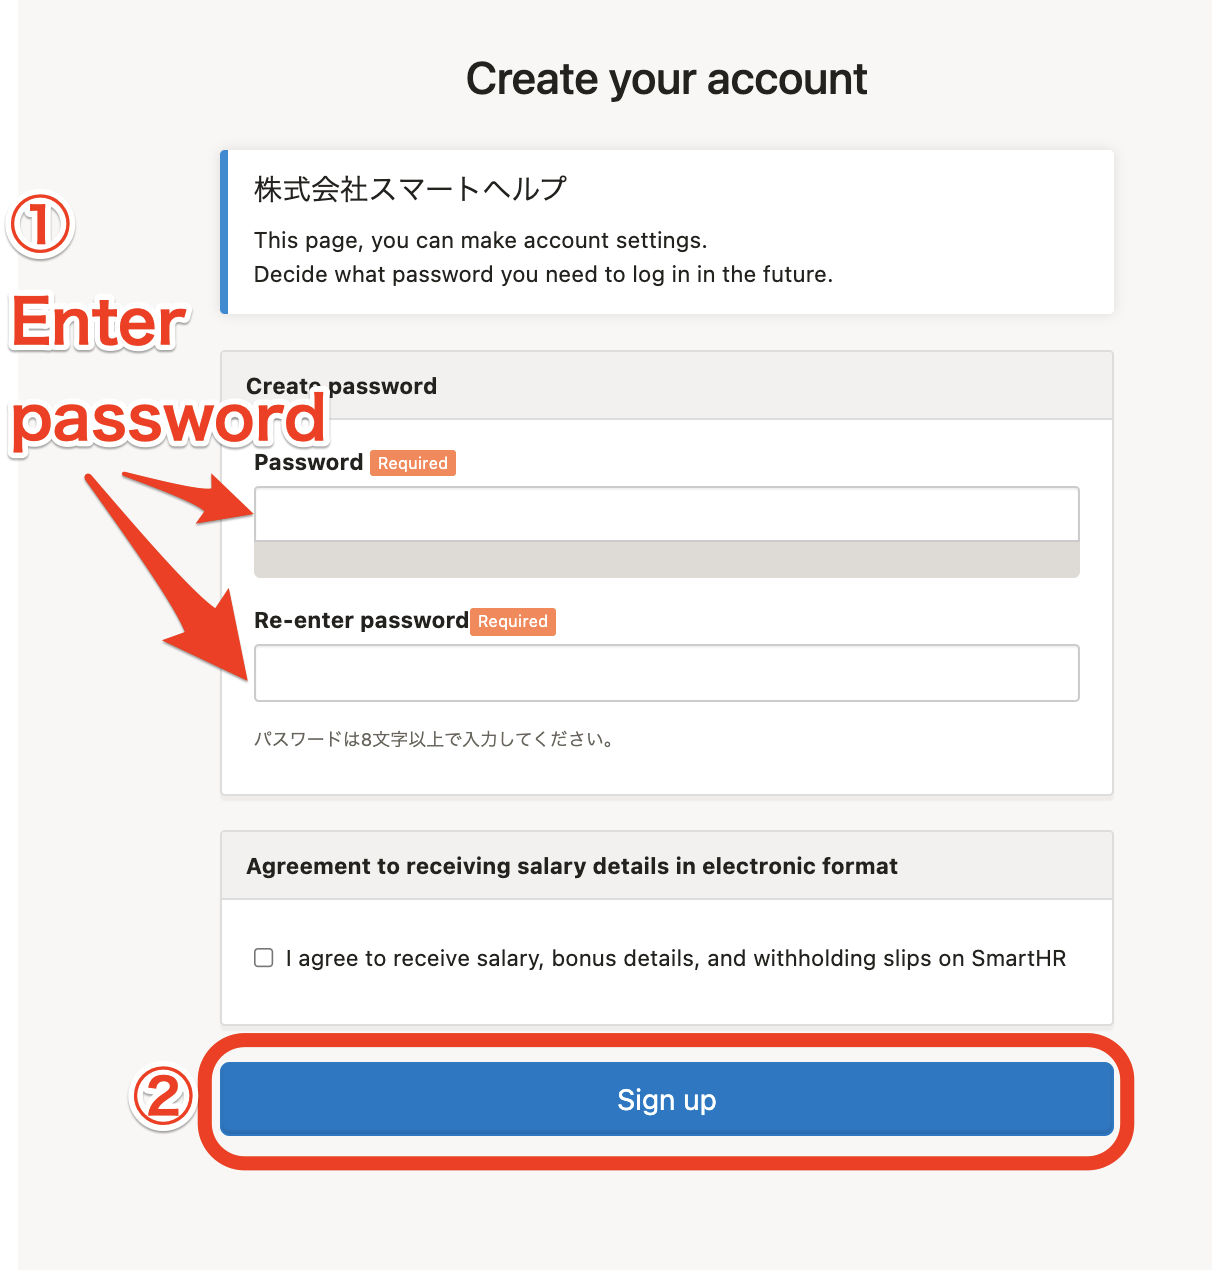 Create your account
株式会社スマートヘルプ
This page, you can make account settings.
Decide what password you need to log in in the future.
①
Enter
password
Create password
Password Required
Re-enter password Required
パスワードは8文字以上で入力してください。
Agreement to receiving salary details in electronic format
I agree to receive salary, bonus details, and withholding slips on SmartHR
②
Sign up